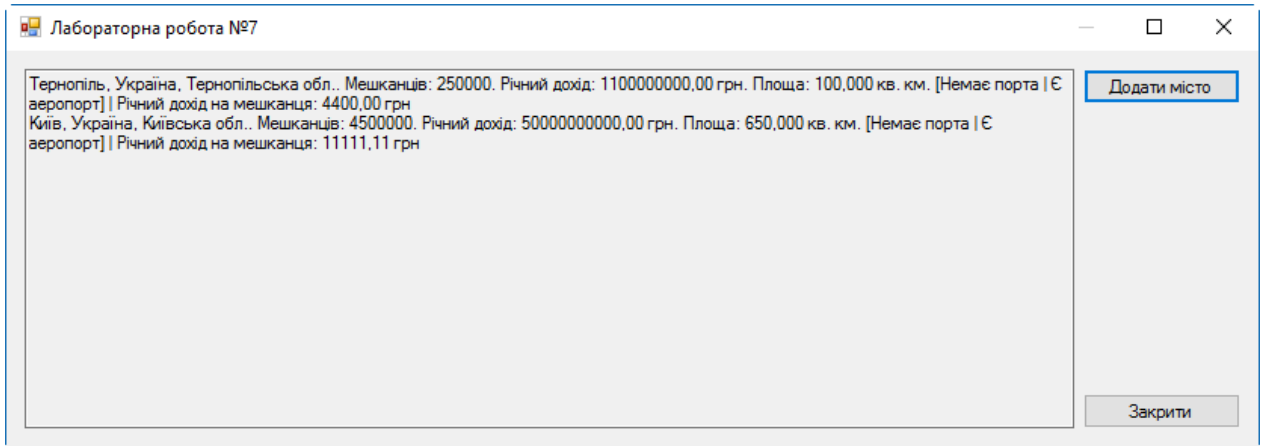 Лабораторна робота №7
Тернопіль, Україна, Тернопільська обл.. Мешканців: 250000. Річний дохід: 1100000000,00 грн. Площа: 100,000 кв. км. [Немає порта | Є
аеропорт] | Річний дохід на мешканця: 4400,00 грн
Київ, Україна, Київська обл.. Мешканців: 4500000. Річний дохід: 50000000000,00 грн. Площа: 650,000 кв. км. [Немає порта | Є
аеропорт] | Річний дохід на мешканця: 11111,11 грн
Додати місто
Закрити